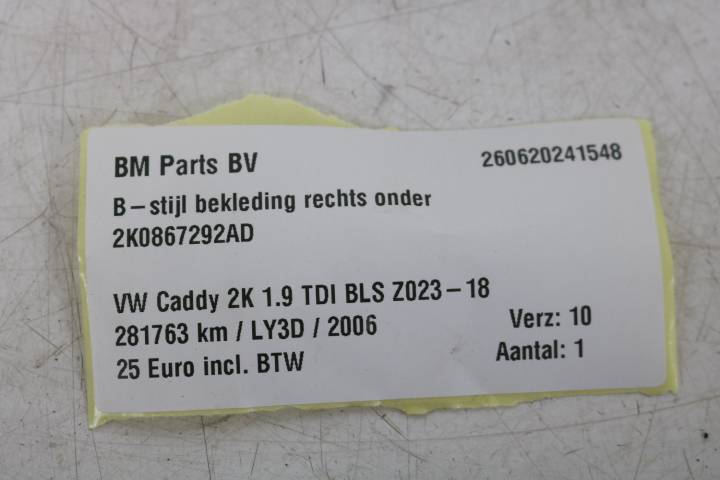 BM Parts BV 260620241548
B-stijl bekleding rechts onder
2K0867292AD
VW Caddy 2K 1.9 TDI BLS Z023-18
281763 km / LY3D / 2006 Verz: 10
25 Euro incl. BTW Aantal: 1